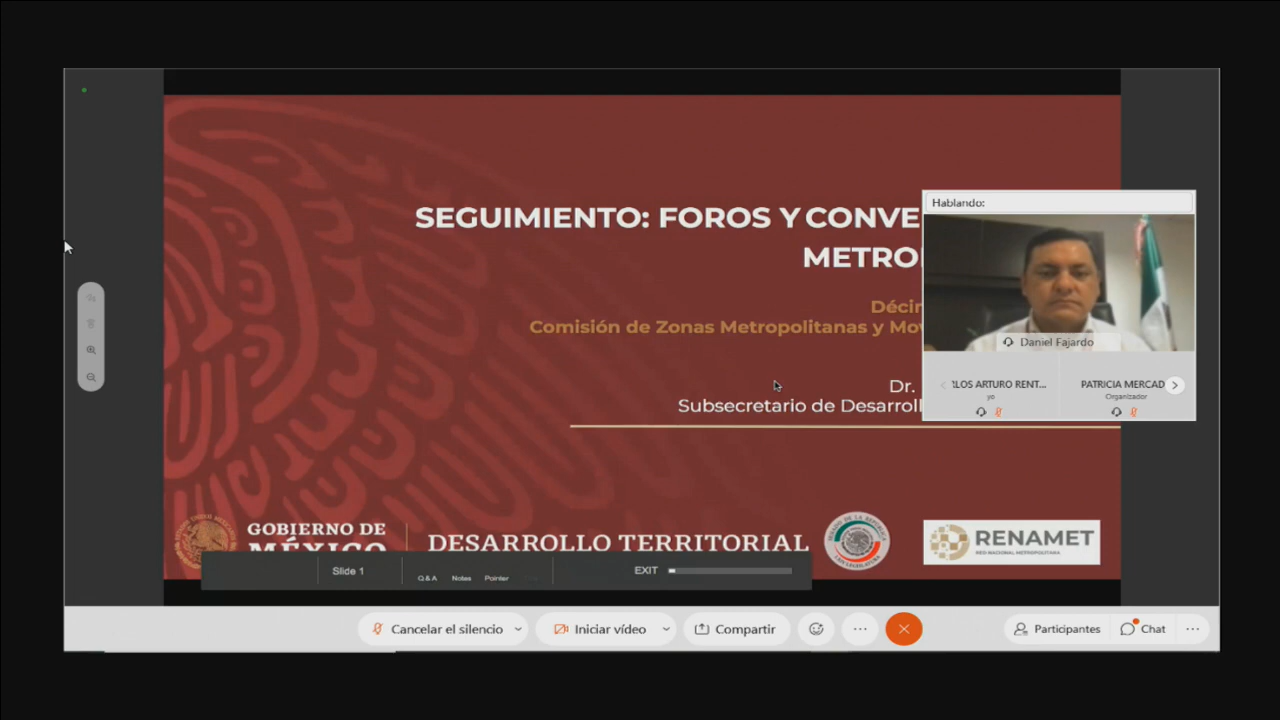 SEGUIMIENTO: FOROS Y CONVE
METRO
Décir
Comisión de Zonas Metropolitanas y Mov
Dr.
Subsecretario de Desarroll
Hablando:
Daniel Fajardo
LOS ARTURO RENT...
yo
PATRICIA MERCAD
Organizador
GOBIERNO DE
MÉXICO
DESARROLLO TERRITORIAL
RENAMET
RED NACIONAL METROPOLITANA
Slide 1
Q & A
Notes
Pointer
EXIT
Cancelar el silencio
Iniciar vídeo
Compartir
Participantes
Chat